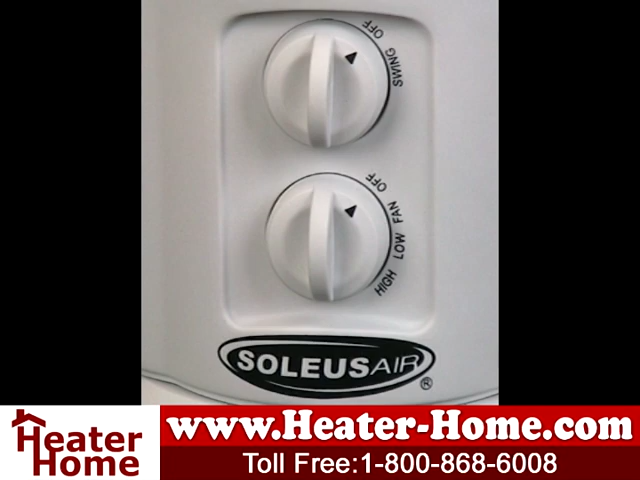 OFF
SWING
OFF
FAN
LOW
HIGH
SOLEUSAIR®
Heater
Home
www.Heater-Home.com
Toll Free:1-800-868-6008